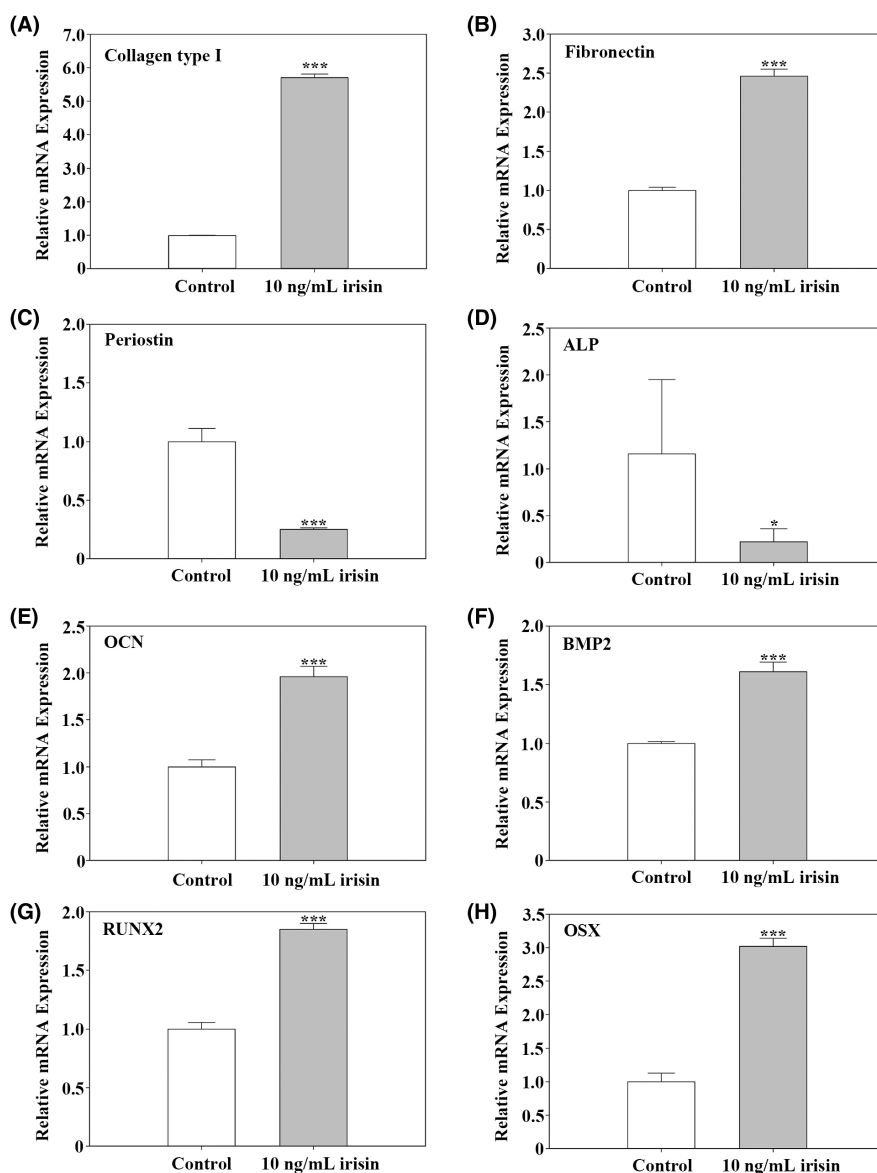 (A)
Relative mRNA Expression
7.0
6.0
5.0
4.0
3.0
2.0
1.0
0
Collagen type I
***
Control 10 ng/mL irisin
(B)
Relative mRNA Expression
3.0
2.5
2.0
1.5
1.0
0.5
0
Fibronectin
***
Control 10 ng/mL irisin
(C)
Relative mRNA Expression
2.0
1.5
1.0
0.5
0
Periostin
***
Control 10 ng/mL irisin
(D)
Relative mRNA Expression
2.5
2.0
1.5
1.0
0.5
0
ALP
*
Control 10 ng/mL irisin
(E)
Relative mRNA Expression
2.5
2.0
1.5
1.0
0.5
0
OCN
***
Control 10 ng/mL irisin
(F)
Relative mRNA Expression
2.0
1.5
1.0
0.5
0
BMP2
***
Control 10 ng/mL irisin
(G)
Relative mRNA Expression
2.0
1.5
1.0
0.5
0
RUNX2
***
Control 10 ng/mL irisin
(H)
Relative mRNA Expression
3.5
3.0
2.5
2.0
1.5
1.0
0.5
0
OSX
***
Control 10 ng/mL irisin